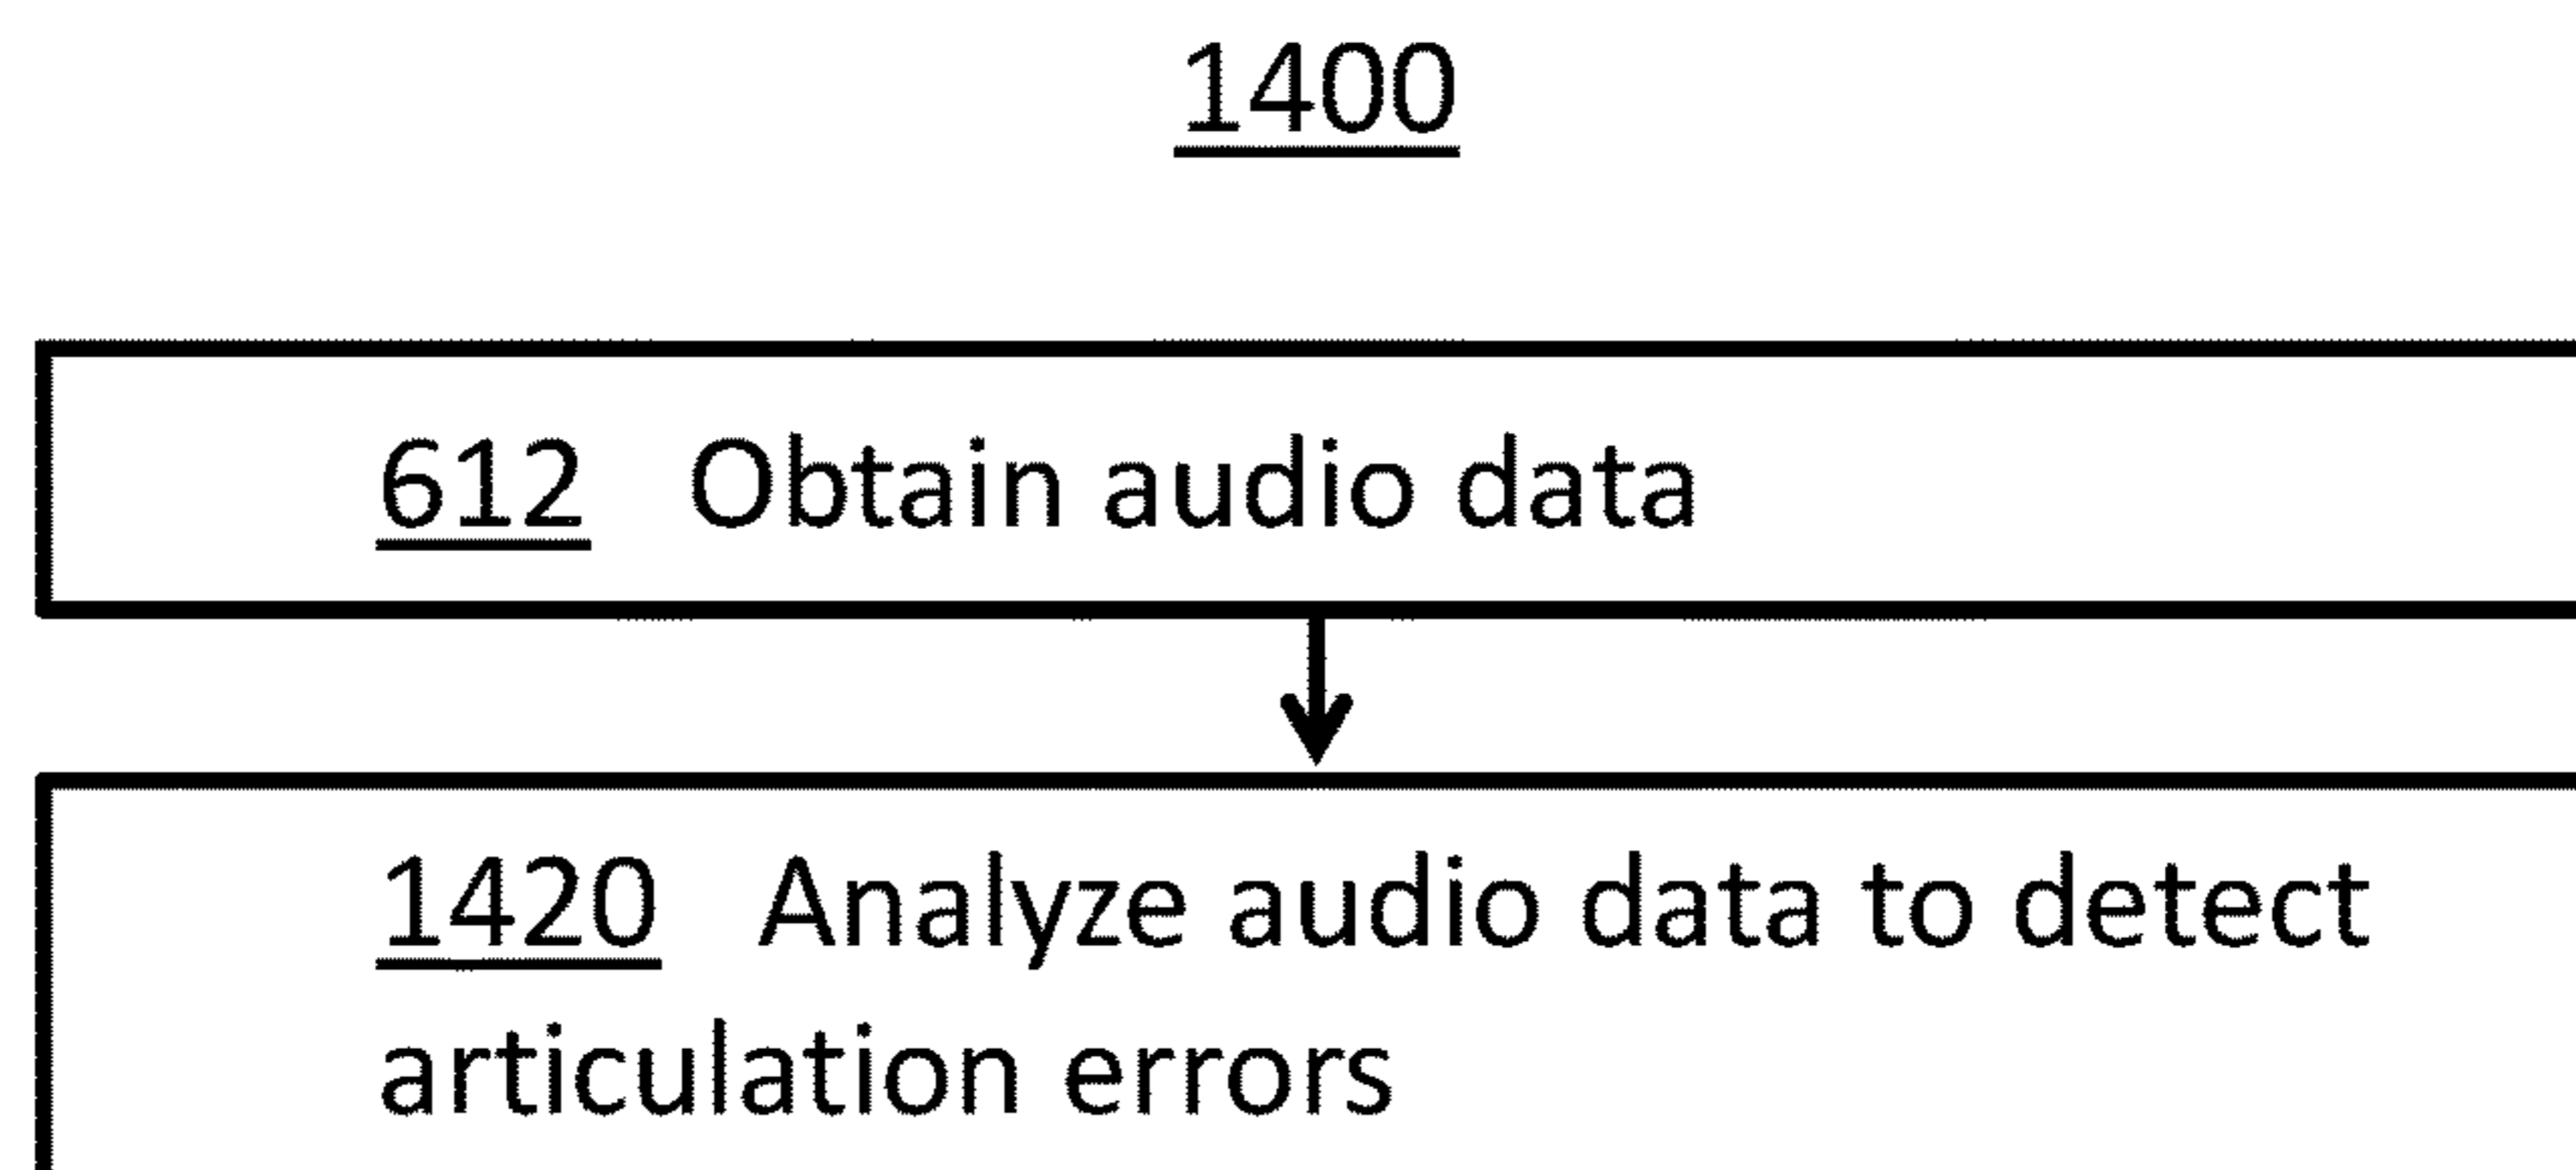 1400
612 Obtain audio data
1420 Analyze audio data to detect
articulation errors